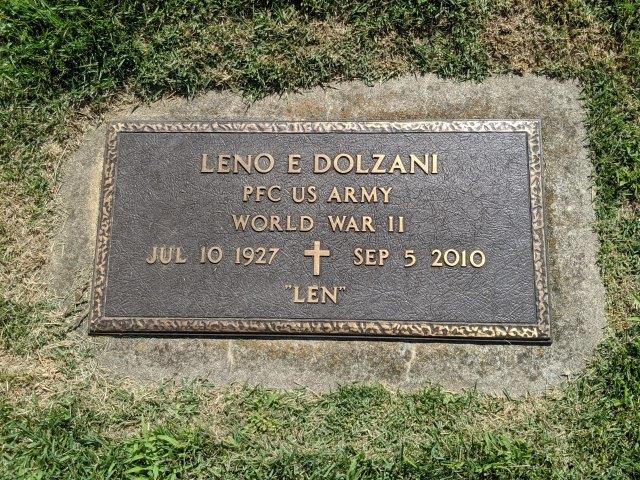 LENO E DOLZANI
PFC US ARMY
WORLD WAR II
JUL 10 1927 SEP 5 2010
"LEN"